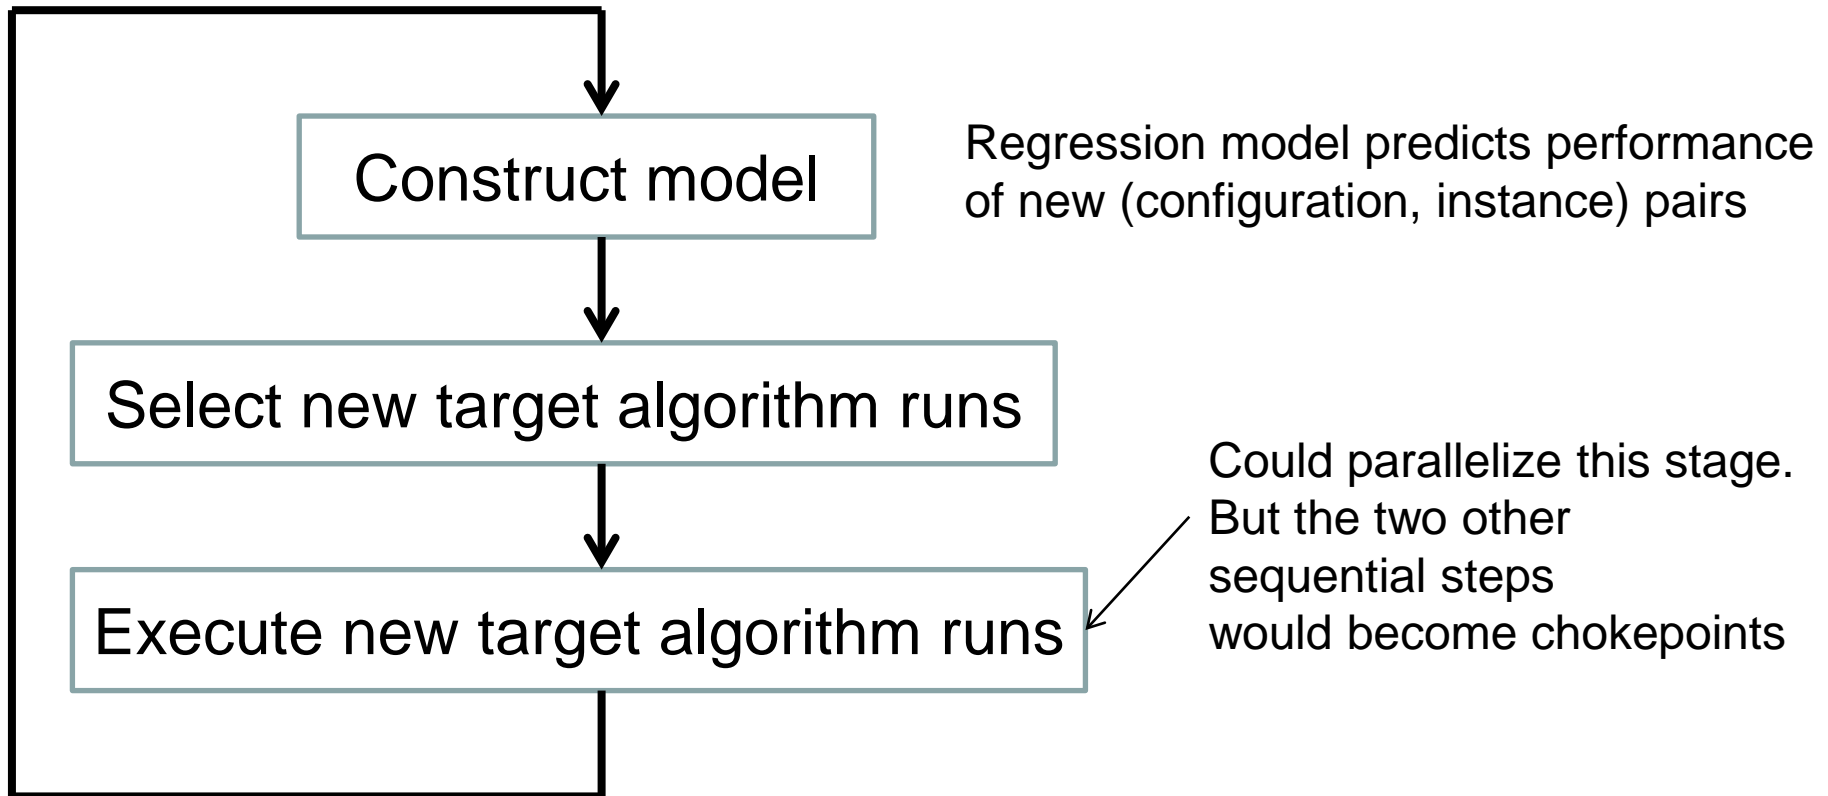 Construct model
Regression model predicts performance
of new (configuration, instance) pairs
Select new target algorithm runs
Could parallelize this stage.
But the two other
sequential steps
would become chokepoints
Execute new target algorithm runs